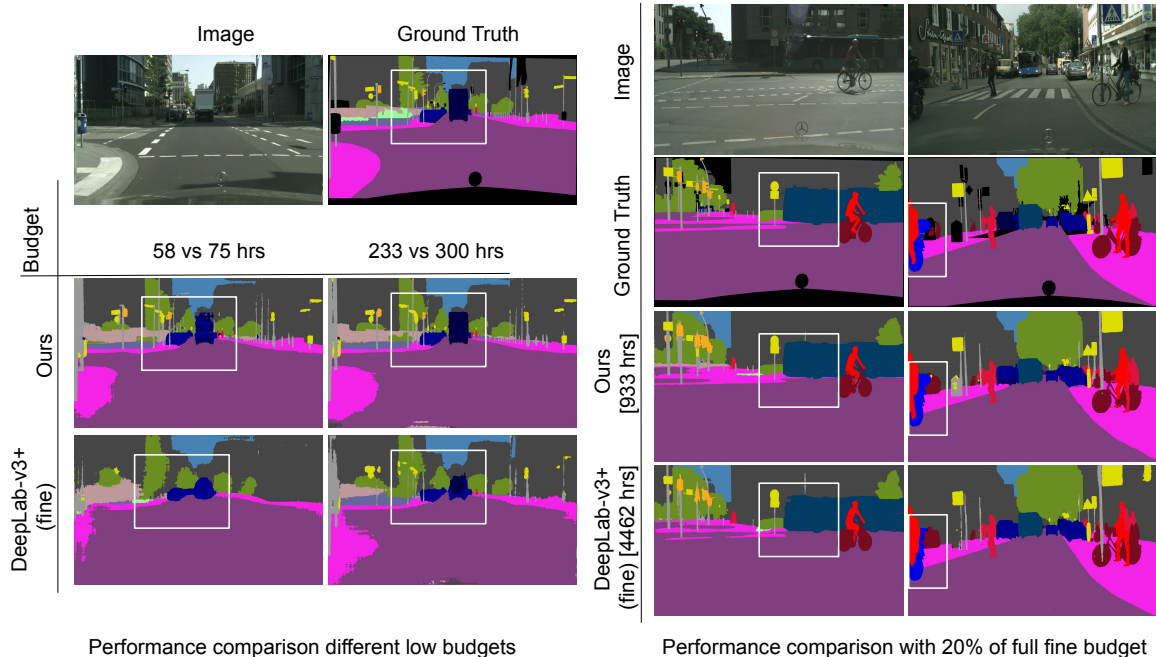 Image
Ground Truth
Budget
58 vs 75 hrs
233 vs 300 hrs
Ours
DeepLab-v3+
(fine)
Performance comparison different low budgets
Image
Ground Truth
Ours
[933 hrs]
DeepLab-v3+
(fine) [4462 hrs]
Performance comparison with 20% of full fine budget